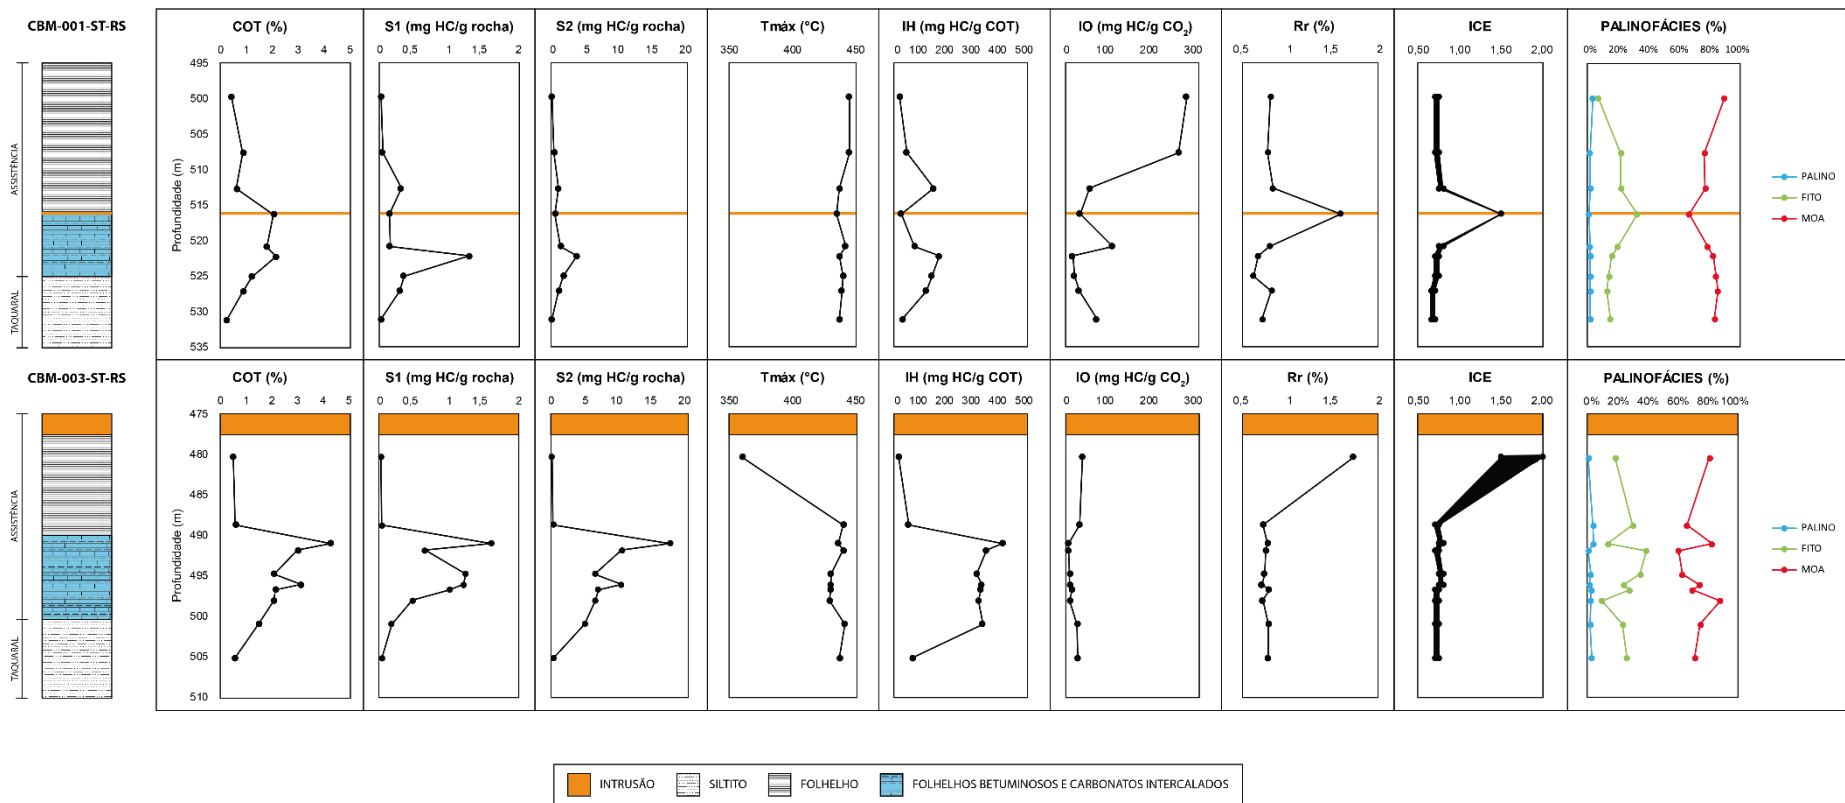 CBM-001-ST-RS
COT (%)
S1 (mg HC/g rocha)
S2 (mg HC/g rocha)
Tmáx (°C)
IH (mg HC/g COT)
IO (mg HC/g CO2)
Rr (%)
ICE
PALINOFÁCIES (%)
0 1 2 3 4 5
0 0,5 1 1,5 2
0 5 10 15 20
350 400 450
0 100 200 300 400 500
0 100 200 300
0,5 1 2
0,50 1,50 2,00
0% 20% 40% 60% 80% 100%
ASSISTÊNCIA
TAQUARAL
Profundidade (m)
495
500
505
510
515
520
525
530
535
PALINO
FITO
MOA
CBM-003-ST-RS
COT (%)
S1 (mg HC/g rocha)
S2 (mg HC/g rocha)
Tmáx (°C)
IH (mg HC/g COT)
IO (mg HC/g CO2)
Rr (%)
ICE
PALINOFÁCIES (%)
0 1 2 3 4 5
0 0,5 1 1,5 2
0 5 10 15 20
350 400 450
0 100 200 300 400 500
0 100 200 300
0,5 1 2
0,50 1,00 1,50 2,00
0% 20% 40% 60% 80% 100%
ASSISTÊNCIA
TAQUARAL
Profundidade (m)
475
480
485
490
495
500
505
510
PALINO
FITO
MOA
INTRUSÃO
SILTITO
FOLHELHO
FOLHELHOS BETUMINOSOS E CARBONATOS INTERCALADOS